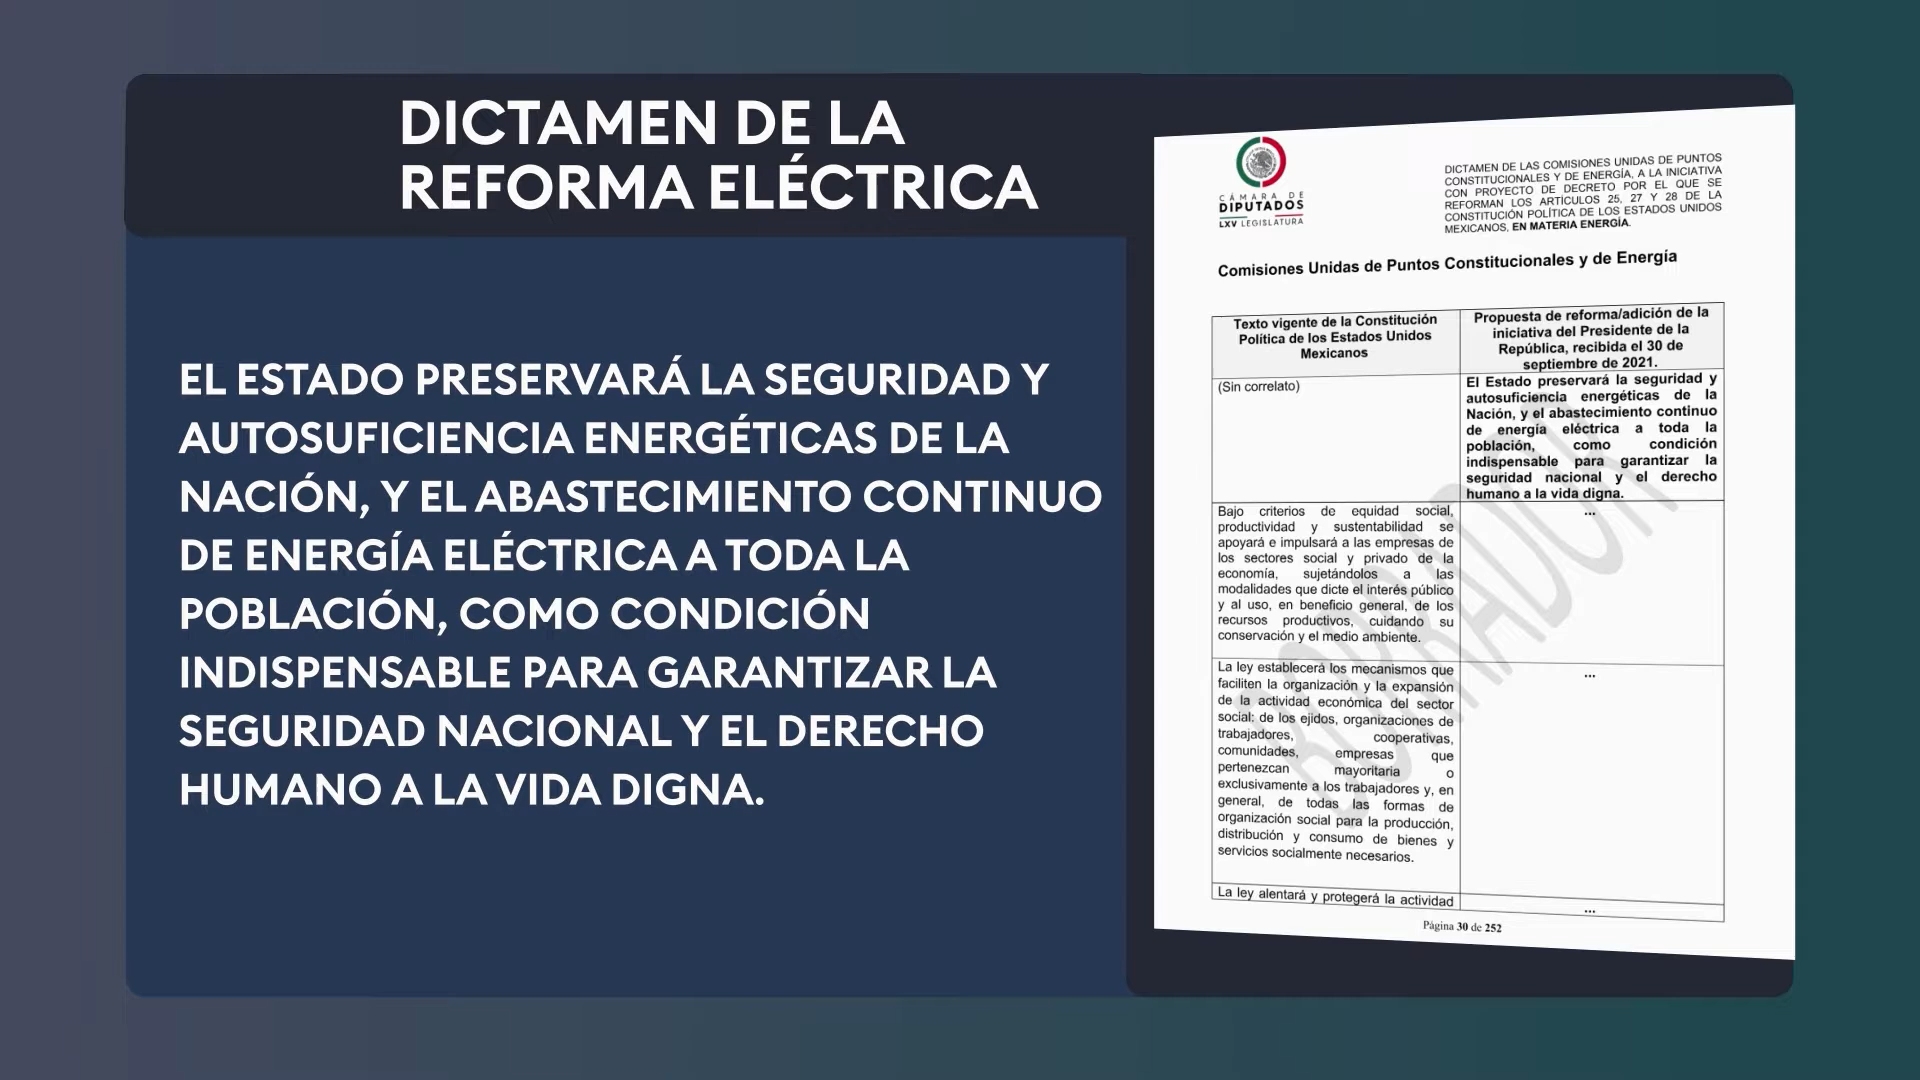 DICTAMEN DE LA
REFORMA ELÉCTRICA
EL ESTADO PRESERVARÁ LA SEGURIDAD Y
AUTOSUFICIENCIA ENERGÉTICAS DE LA
NACIÓN, Y EL ABASTECIMIENTO CONTINUO
DE ENERGÍA ELÉCTRICA A TODA LA
POBLACIÓN, COMO CONDICIÓN
INDISPENSABLE PARA GARANTIZAR LA
SEGURIDAD NACIONAL Y EL DERECHO
HUMANO A LA VIDA DIGNA.
CÁMARA DE
DIPUTADOS
LXV LEGISLATURA
DICTAMEN DE LAS COMISIONES UNIDAS DE PUNTOS
CONSTITUCIONALES Y DE ENERGÍA, A LA INICIATIVA
CON PROYECTO DE DECRETO POR EL QUE SE
REFORMAN LOS ARTÍCULOS 25, 27 Y 28 DE LA
CONSTITUCIÓN POLÍTICA DE LOS ESTADOS UNIDOS
MEXICANOS, EN MATERIA ENERGÍA.
Comisiones Unidas de Puntos Constitucionales y de Energía
Texto vigente de la Constitución
Política de los Estados Unidos
Mexicanos
Propuesta de reforma/adición de la
iniciativa del Presidente de la
República, recibida el 30 de
septiembre de 2021.
(Sin correlato)
El Estado preservará la seguridad y
autosuficiencia energéticas de la
Nación, y el abastecimiento continuo
de energía eléctrica a toda la
población, como condición
indispensable para garantizar la
seguridad nacional y el derecho
humano a la vida digna.
Bajo criterios de equidad social,
productividad y sustentabilidad se
apoyará e impulsará a las empresas de
los sectores social y privado de la
economía, sujetándolos a las
modalidades que dicte el interés público
y al uso, en beneficio general, de los
recursos productivos, cuidando su
conservación y el medio ambiente.
...
La ley establecerá los mecanismos que
faciliten la organización y la expansión
de la actividad económica del sector
social: de los ejidos, organizaciones de
trabajadores, cooperativas,
comunidades, empresas que
pertenezcan mayoritaria o
exclusivamente a los trabajadores y, en
general, de todas las formas de
organización social para la producción,
distribución y consumo de bienes y
servicios socialmente necesarios.
...
La ley alentará y protegerá la actividad
...
BORRADOR
Página 30 de 252